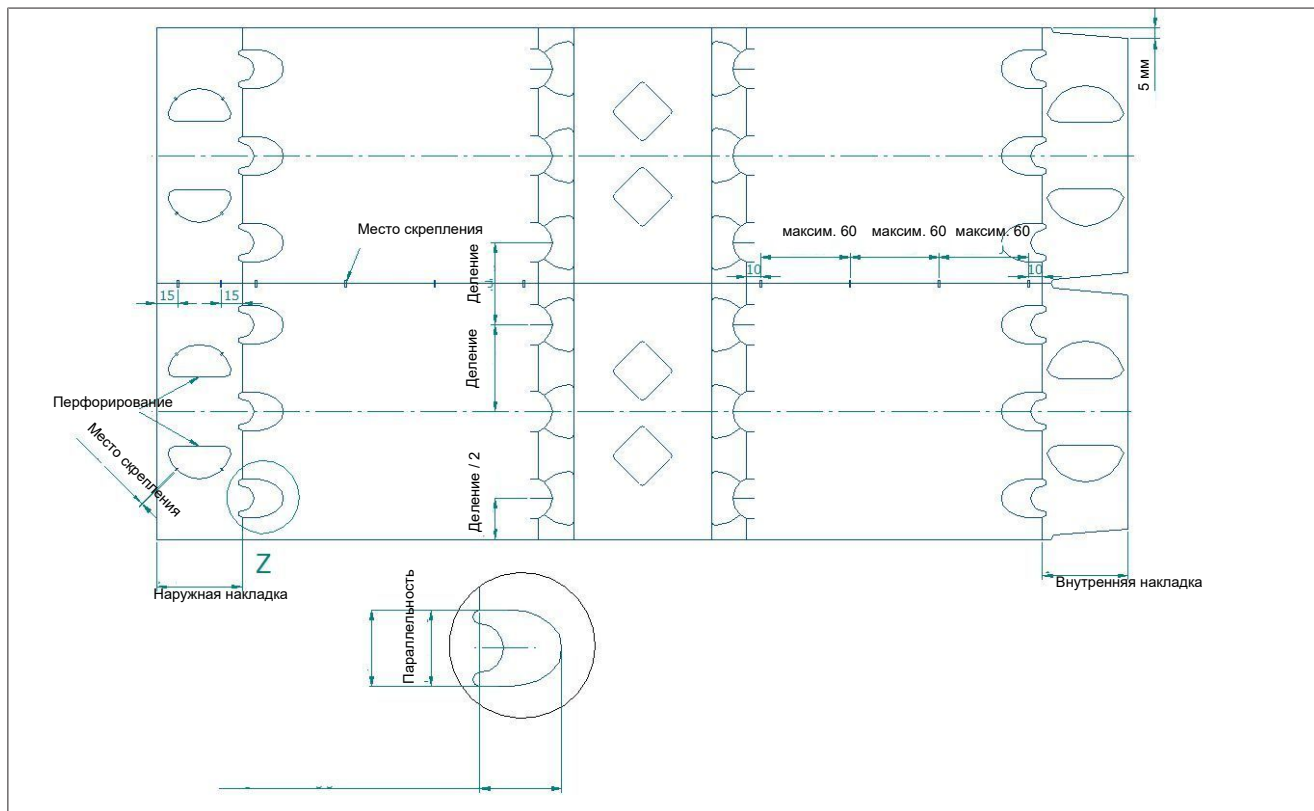 5 мм
Место скрепления
максим. 60
максим. 60
максим. 60
10
10
15
15
Деление
Деление
Перфорирование
Место скрепления
Деление / 2
Z
Наружная накладка
Внутренняя накладка
Параллельность